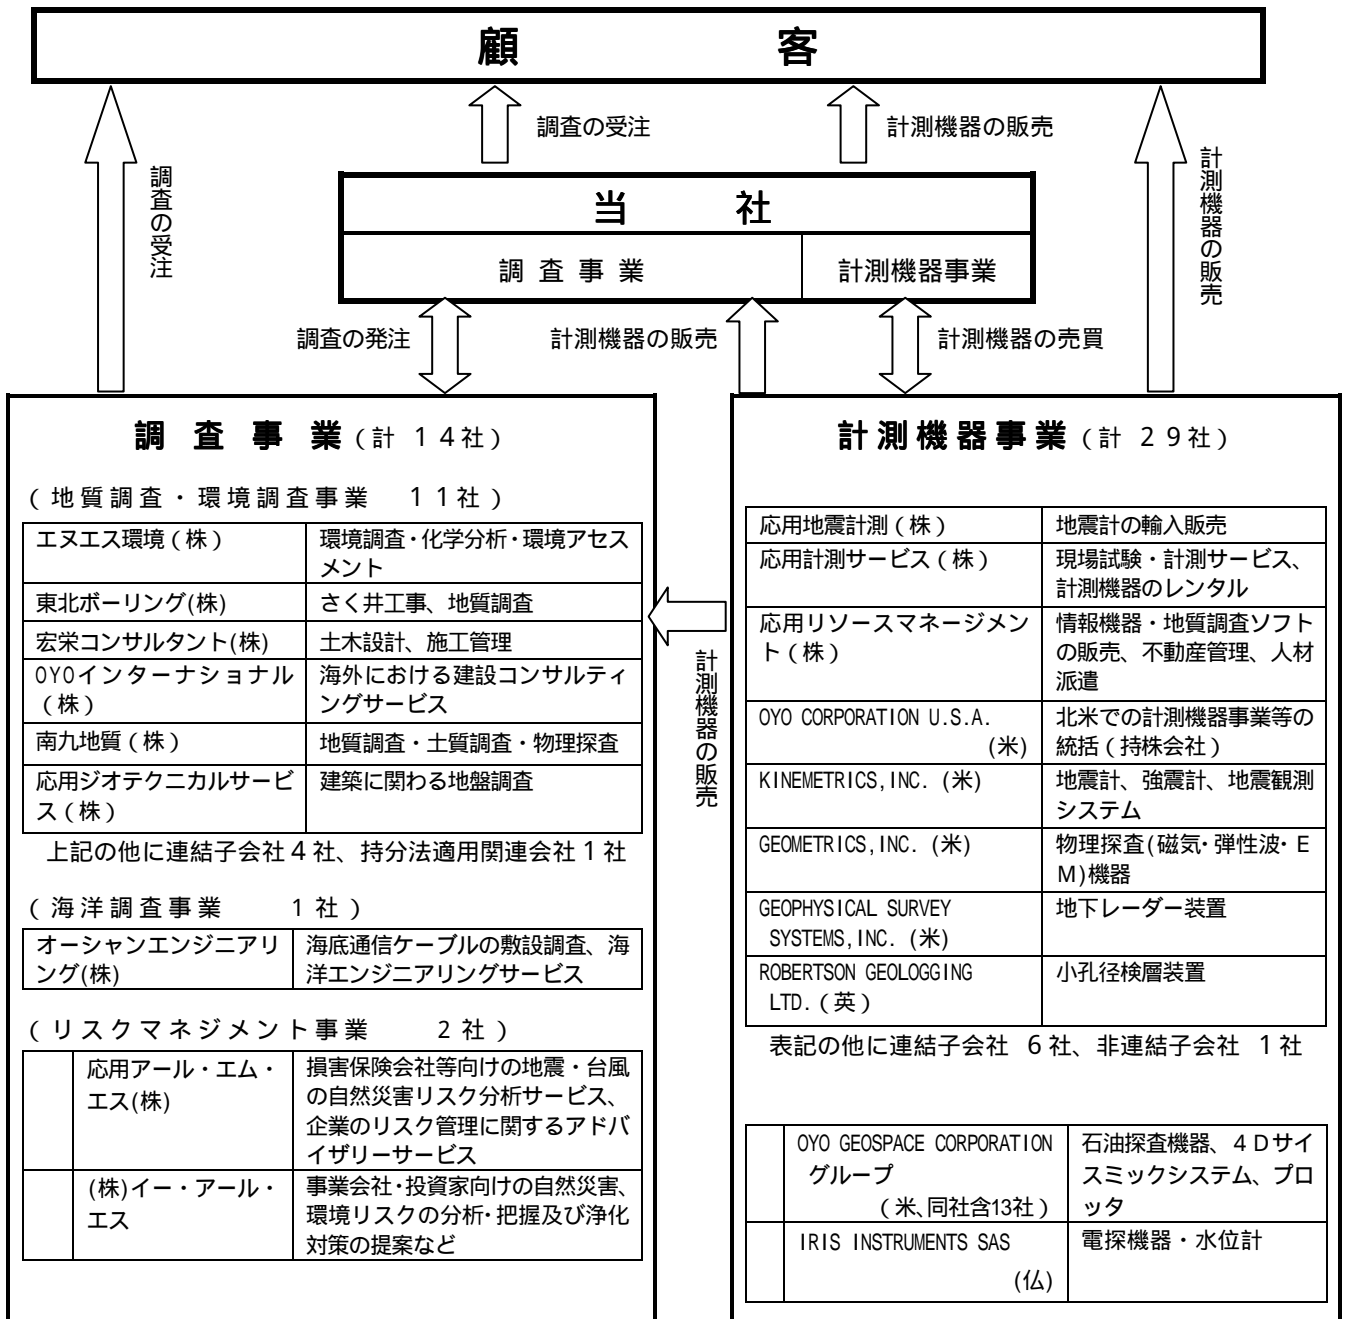 顧　　　客
調査の受注
計測機器の販売
調査の受注
計測機器の販売
当　　　社
調 査 事 業
計測機器事業
調査の発注
計測機器の販売
計測機器の売買
調 査 事 業(計 14社)
(地質調査・環境調査事業 11社)
エヌエス環境(株)
環境調査・化学分析・環境アセス
メント
東北ボーリング(株)
さく井工事、地質調査
宏栄コンサルタント(株)
土木設計、施工管理
OYOインターナショナル
(株)
海外における建設コンサルティ
ングサービス
南九地質(株)
地質調査・土質調査・物理探査
応用ジオテクニカルサービ
ス(株)
建築に関わる地盤調査
上記の他に連結子会社4社、持分法適用関連会社1社
(海洋調査事業 1社)
オーシャンエンジニアリ
ング(株)
海底通信ケーブルの敷設調査、海
洋エンジニアリングサービス
(リスクマネジメント事業 2社)
応用アール・エム・
エス(株)
損害保険会社等向けの地震・台風
の自然災害リスク分析サービス、
企業のリスク管理に関するアドバ
イザリーサービス
(株)イー・アール・
エス
事業会社・投資家向けの自然災害、
環境リスクの分析・把握及び浄化
対策の提案など
計測機器の販売
計測機器事業(計 29社)
応用地震計測(株)
地震計の輸入販売
応用計測サービス(株)
現場試験・計測サービス、
計測機器のレンタル
応用リソースマネージメン
ト(株)
情報機器・地質調査ソフト
の販売、不動産管理、人材
派遣
OYO CORPORATION U.S.A.
(米)
北米での計測機器事業等の
統括(持株会社)
KINEMETRICS,INC. (米)
地震計、強震計、地震観測
システム
GEOMETRICS,INC. (米)
物理探査(磁気・弾性波・E
M)機器
GEOPHYSICAL SURVEY
SYSTEMS,INC. (米)
地下レーダー装置
ROBERTSON GEOLOGGING
LTD.(英)
小孔径検層装置
表記の他に連結子会社 6社、非連結子会社 1社
OYO GEOSPACE CORPORATION
グループ
(米、同社含13社)
石油探査機器、4Dサイ
スミックシステム、プロ
ッタ
IRIS INSTRUMENTS SAS
(仏)
電探機器・水位計